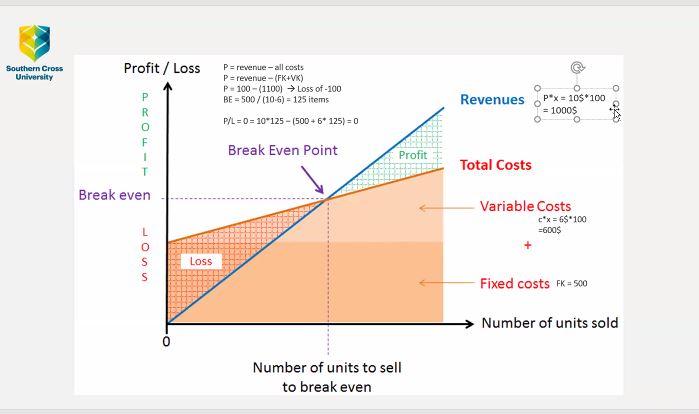 Southern Cross
University
Profit / Loss
P = revenue – all costs
P = revenue – (FK+VK)
P = 100 – (1100) → Loss of -100
BE = 500 / (10-6) = 125 items
P/L = 0 = 10*125 – (500 + 6* 125) = 0
Revenues
P*x = 10$*100
= 1000$
PROFIT
Break Even Point
Profit
Total Costs
Break even
Variable Costs
c*x = 6$*100
=600$
+
LOSS
Loss
Fixed costs FK = 500
Number of units sold
0
Number of units to sell
to break even